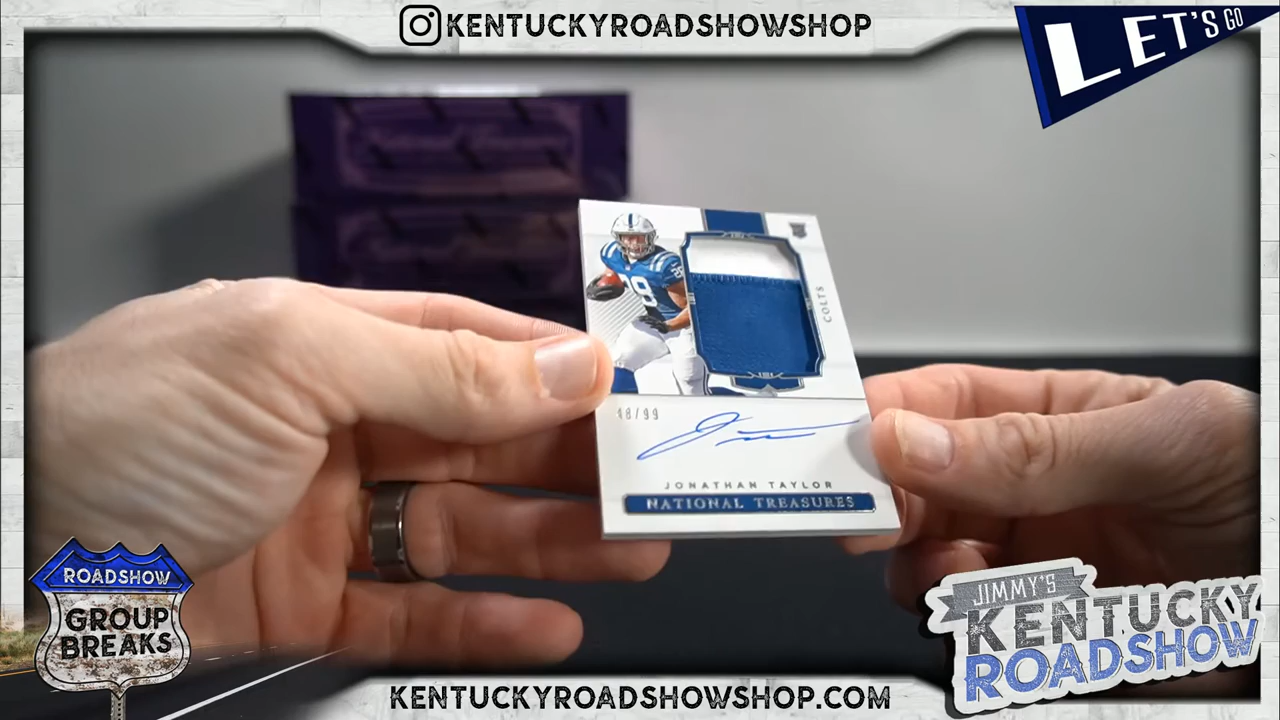 KENTUCKYROADSHOWSHOP
LET'S GO
COLTS
18/99
JONATHAN TAYLOR
NATIONAL TREASURES
ROADSHOW
GROUP
BREAKS
JIMMY'S
KENTUCKY
ROADSHOW
KENTUCKYROADSHOWSHOP.COM